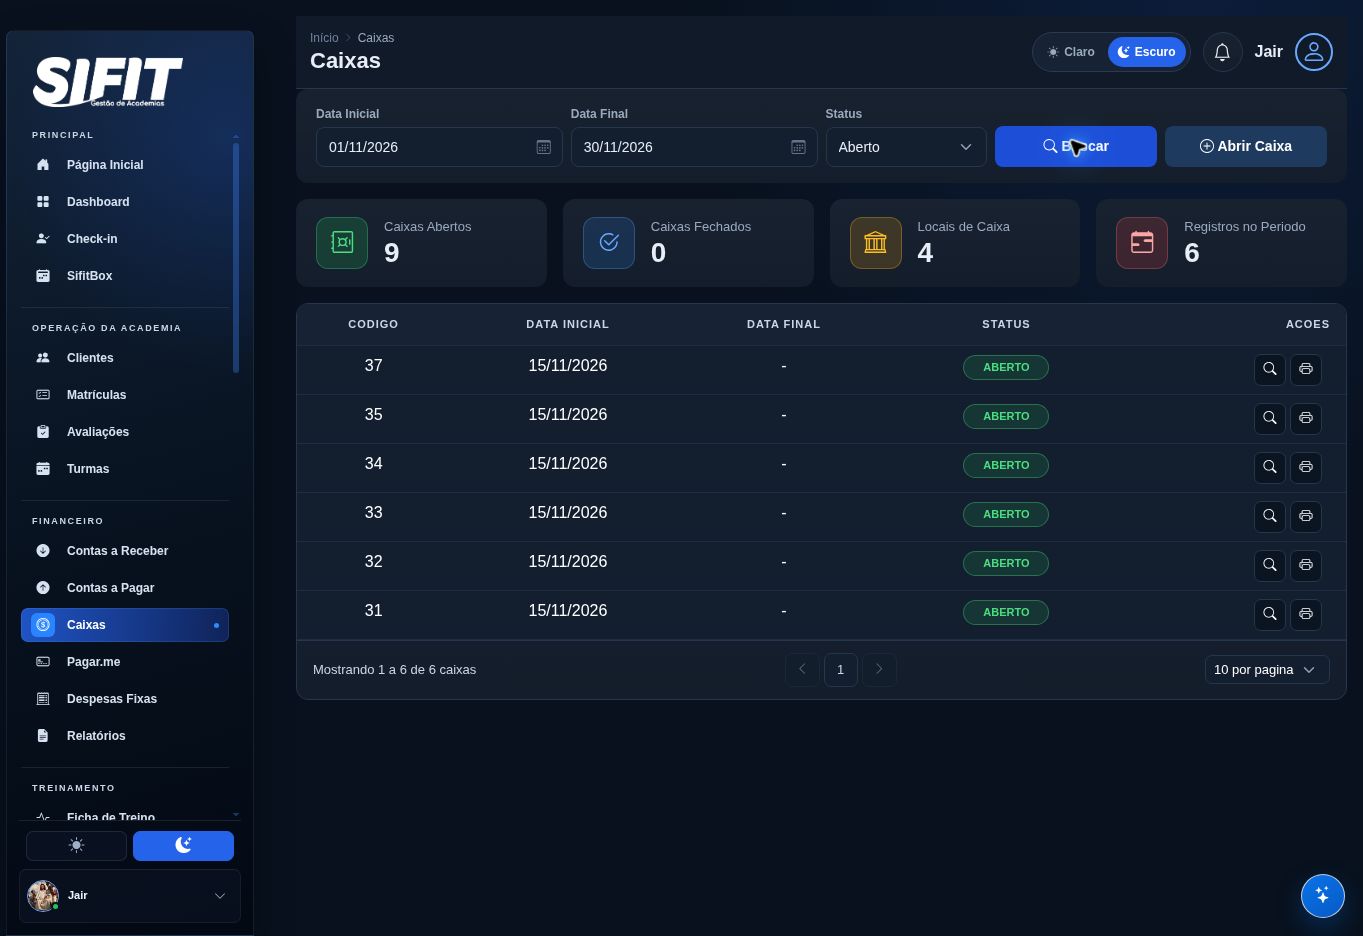 SIFIT
Gestão de Academias
PRINCIPAL
Página Inicial
Dashboard
Check-in
SifitBox
OPERAÇÃO DA ACADEMIA
Clientes
Matrículas
Avaliações
Turmas
FINANCEIRO
Contas a Receber
Contas a Pagar
Caixas
Pagar.me
Despesas Fixas
Relatórios
TREINAMENTO
Ficha de Treino
Jair
Início > Caixas
Caixas
Claro Escuro Jair
Data Inicial Data Final Status
01/11/2026 30/11/2026 Aberto Abrir Caixa
Caixas Abertos
9
Caixas Fechados
0
Locais de Caixa
4
Registros no Periodo
6
CODIGO DATA INICIAL DATA FINAL STATUS ACOES
37 15/11/2026 - ABERTO
35 15/11/2026 - ABERTO
34 15/11/2026 - ABERTO
33 15/11/2026 - ABERTO
32 15/11/2026 - ABERTO
31 15/11/2026 - ABERTO
Mostrando 1 a 6 de 6 caixas 1 10 por pagina